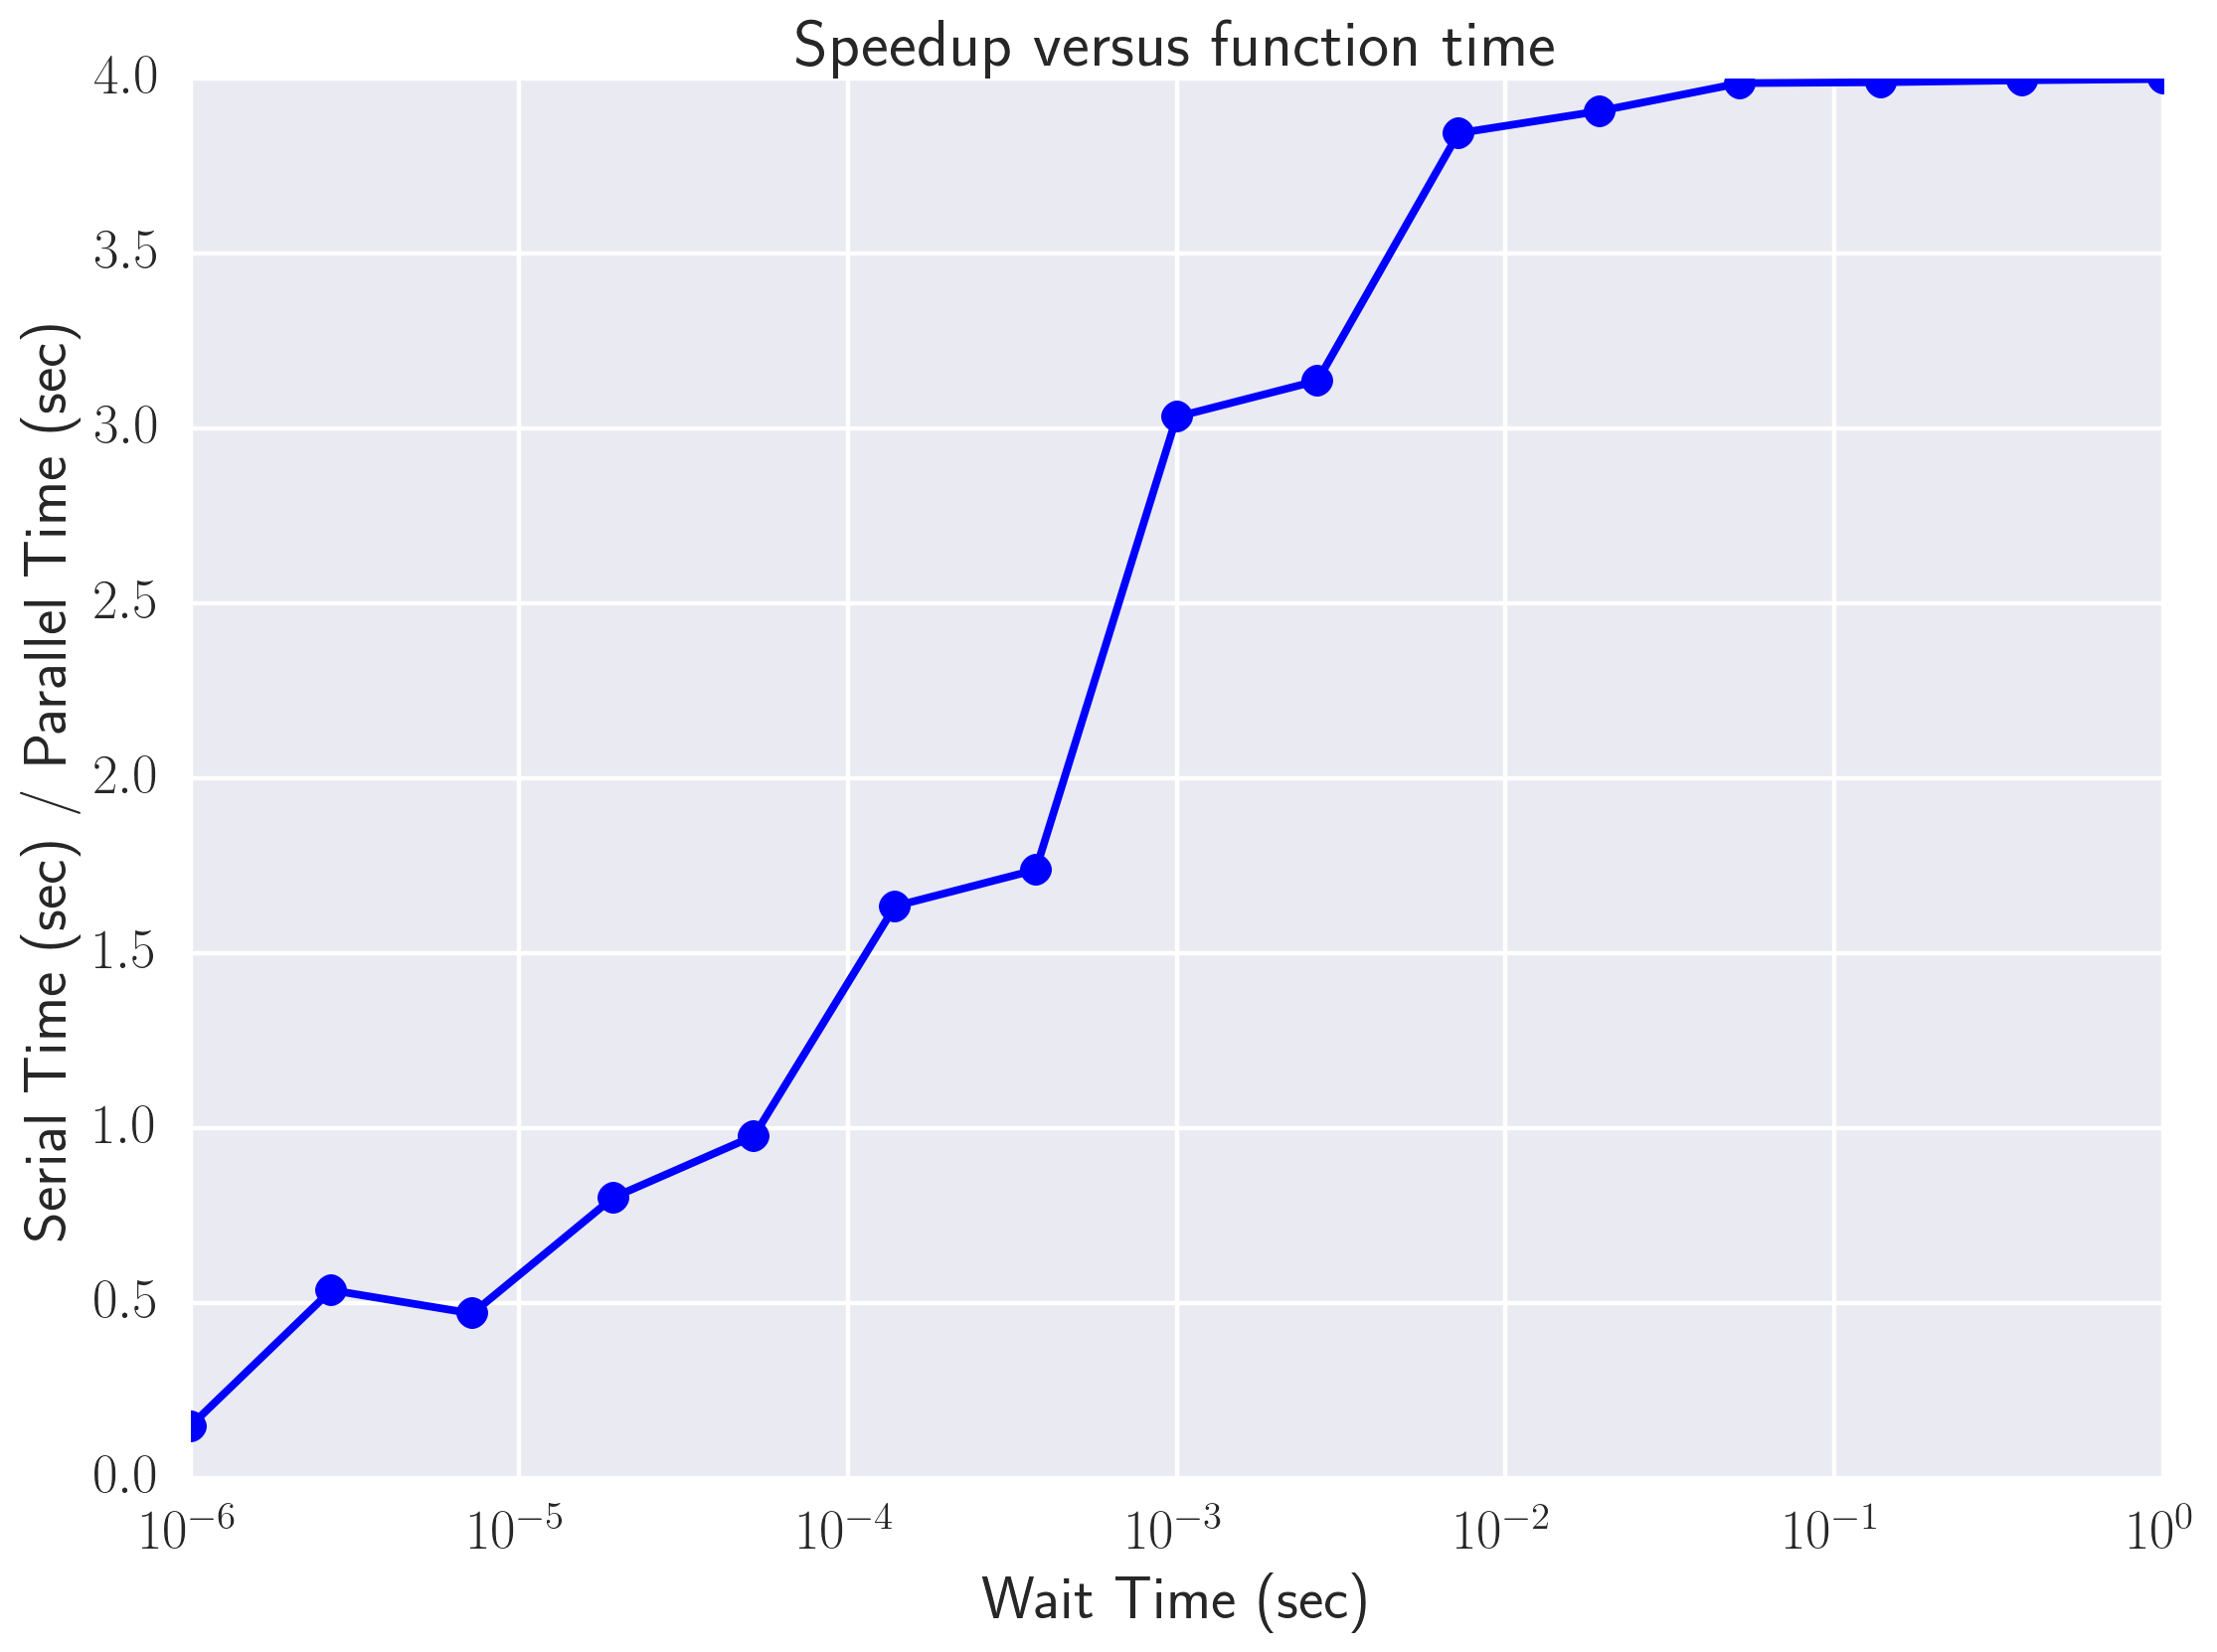 Speedup versus function time
Serial Time (sec) / Parallel Time (sec)
4.0
3.5
3.0
2.5
2.0
1.5
1.0
0.5
0.0
10⁻⁶ 10⁻⁵ 10⁻⁴ 10⁻³ 10⁻² 10⁻¹ 10⁰
Wait Time (sec)